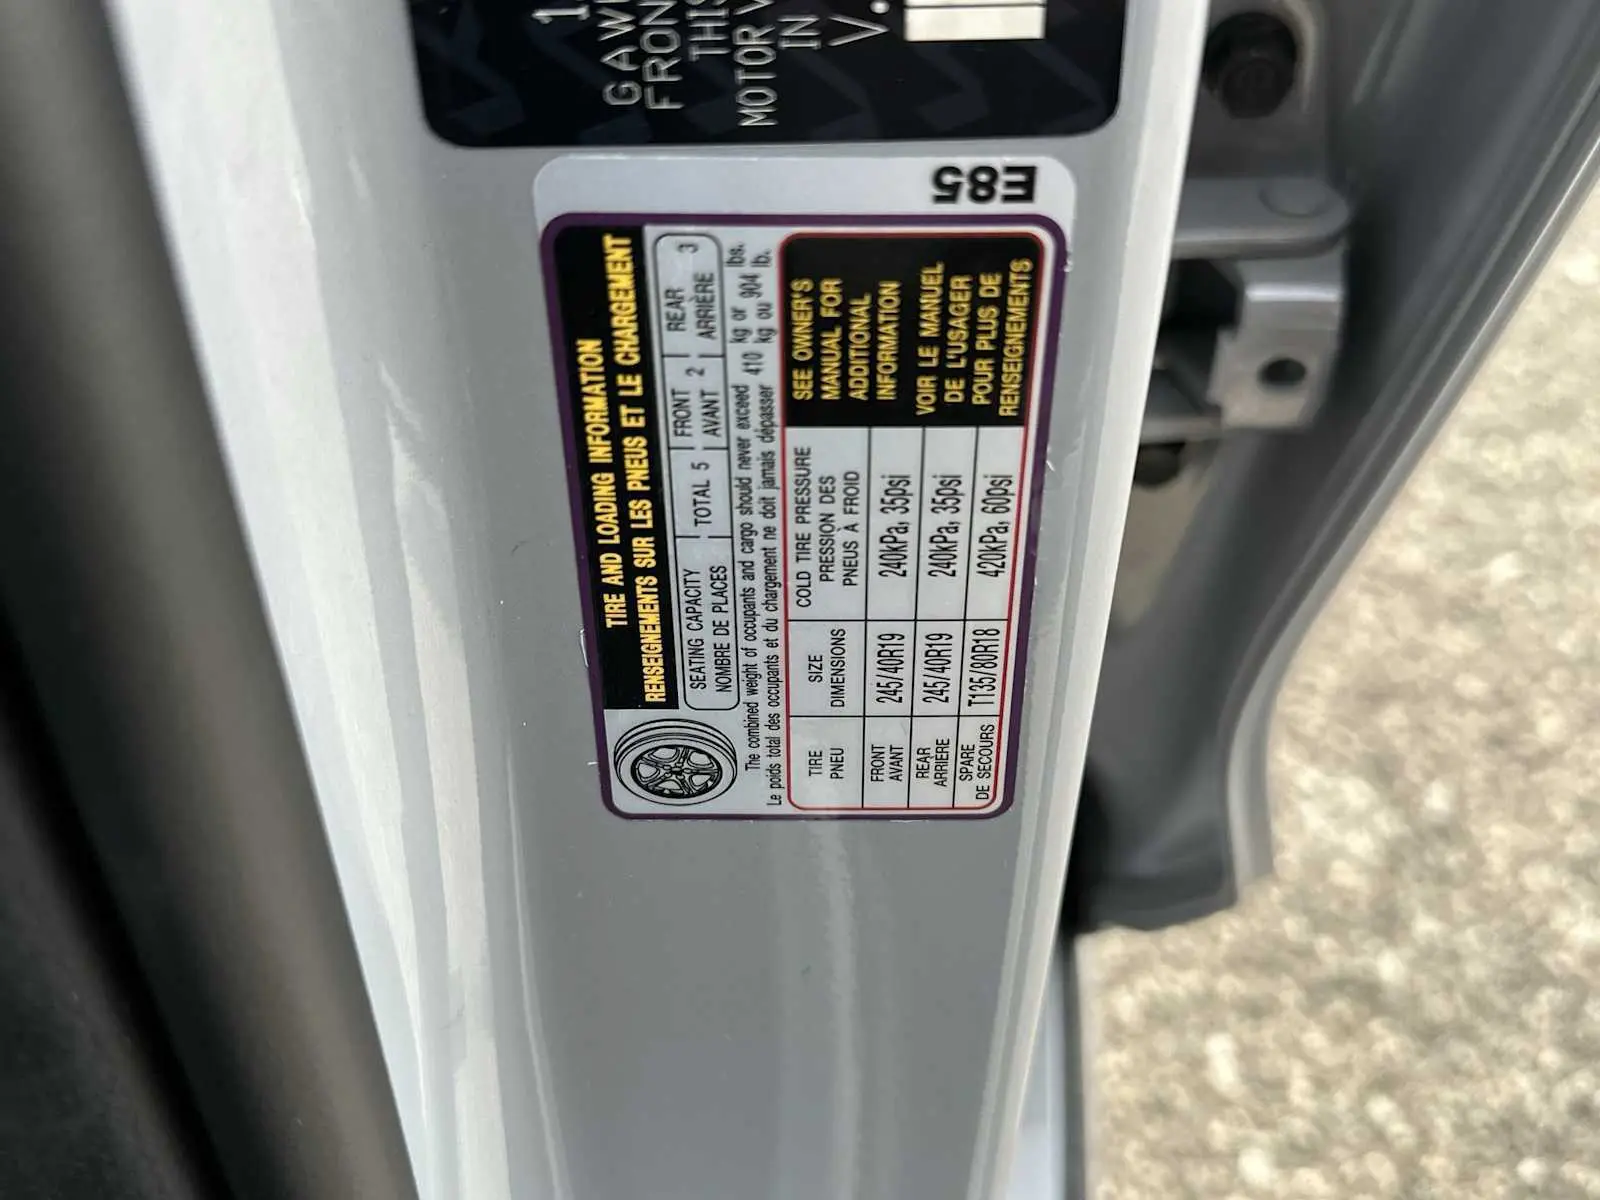 1
GAW
FRON
THIS
MOTOR V
IN
V.
E85
TIRE AND LOADING INFORMATION
RENSEIGNEMENTS SUR LES PNEUS ET LE CHARGEMENT
SEATING CAPACITY
NOMBRE DE PLACES
TOTAL 5
FRONT
AVANT 2
REAR
ARRIÈRE 3
The combined weight of occupants and cargo should never exceed 410 kg or 904 lbs.
Le poids total des occupants et du chargement ne doit jamais dépasser 410 kg ou 904 lb.
TIRE
PNEU
SIZE
DIMENSIONS
COLD TIRE PRESSURE
PRESSION DES
PNEUS À FROID
FRONT
AVANT
245/40R19
240kPa, 35psi
REAR
ARRIÈRE
245/40R19
240kPa, 35psi
SPARE
DE SECOURS
T135/80R18
420kPa, 60psi
SEE OWNER'S
MANUAL FOR
ADDITIONAL
INFORMATION
VOIR LE MANUEL
DE L'USAGER
POUR PLUS DE
RENSEIGNEMENTS